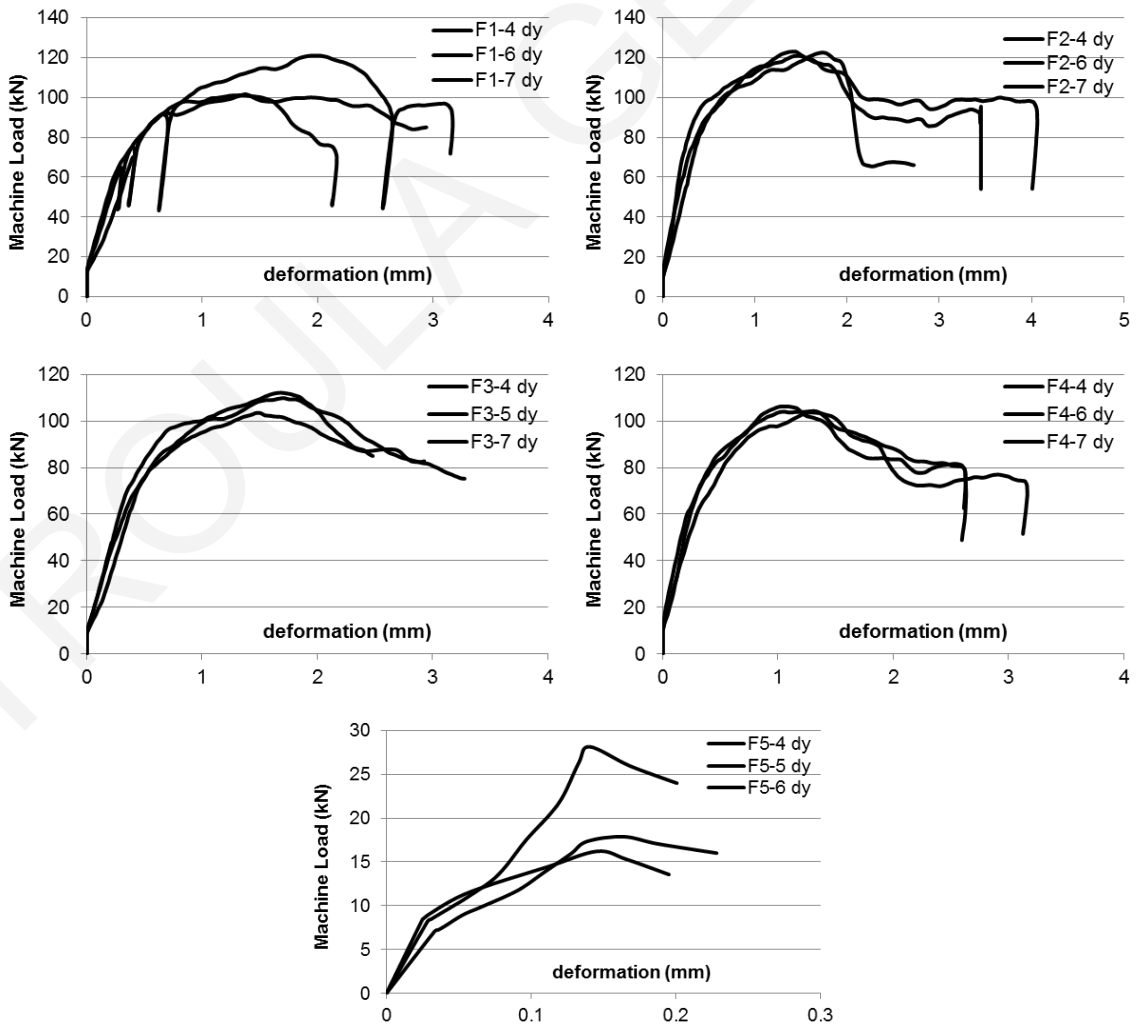 Machine Load (kN)
140
120
100
80
60
40
20
0
0 1 2 3 4
deformation (mm)
F1-4 dy
F1-6 dy
F1-7 dy
Machine Load (kN)
140
120
100
80
60
40
20
0
0 1 2 3 4 5
deformation (mm)
F2-4 dy
F2-6 dy
F2-7 dy
Machine Load (kN)
120
100
80
60
40
20
0
0 1 2 3 4
deformation (mm)
F3-4 dy
F3-5 dy
F3-7 dy
Machine Load (kN)
120
100
80
60
40
20
0
0 1 2 3 4
deformation (mm)
F4-4 dy
F4-6 dy
F4-7 dy
Machine Load (kN)
30
25
20
15
10
5
0
0 0.1 0.2 0.3
deformation (mm)
F5-4 dy
F5-5 dy
F5-6 dy